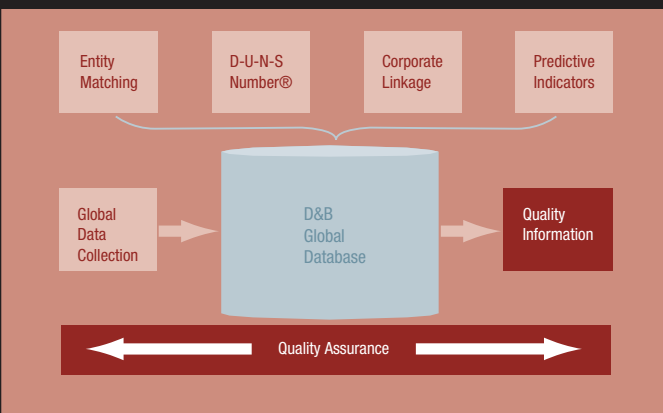 Entity
Matching
D-U-N-S
Number®
Corporate
Linkage
Predictive
Indicators
Global
Data
Collection
D&B
Global
Database
Quality
Information
Quality Assurance